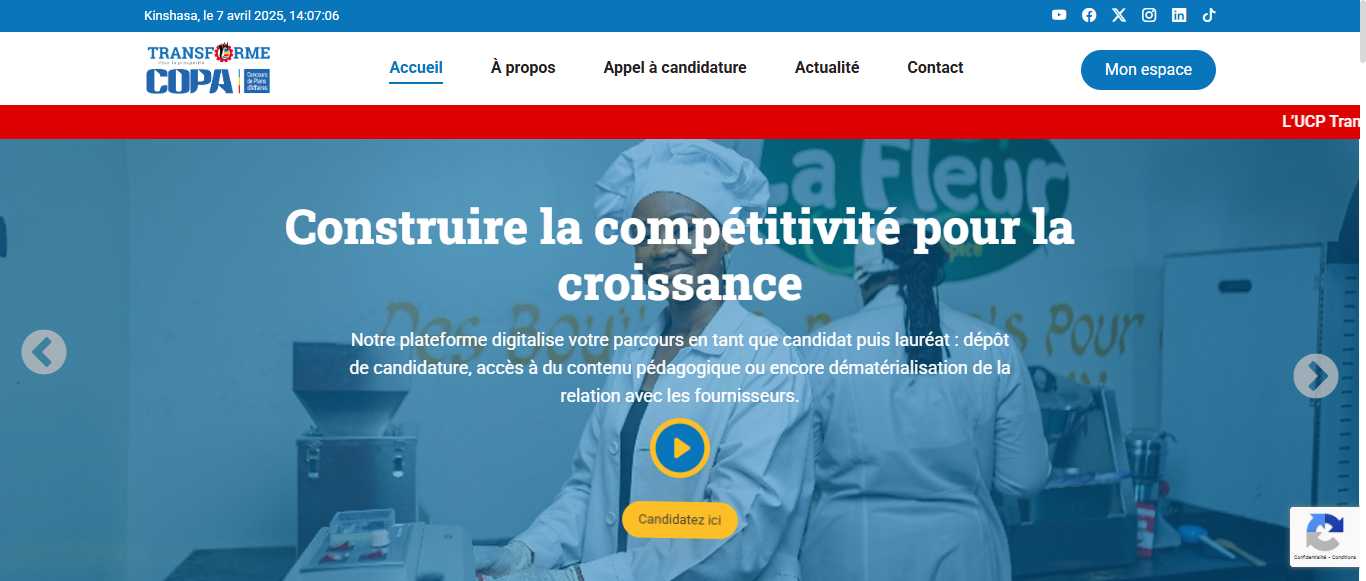 Kinshasa, le 7 avril 2025, 14:07:06
TRANSFORME
COPA
Concours
de Plans
d'Affaires
Accueil
À propos
Appel à candidature
Actualité
Contact
Mon espace
L'UCP Tran
La Fleur
Construire la compétitivité pour la
croissance
Notre plateforme digitalise votre parcours en tant que candidat puis lauréat : dépôt
de candidature, accès à du contenu pédagogique ou encore dématérialisation de la
relation avec les fournisseurs.
Pour
Candidatez ici
Confidentialité - Conditions